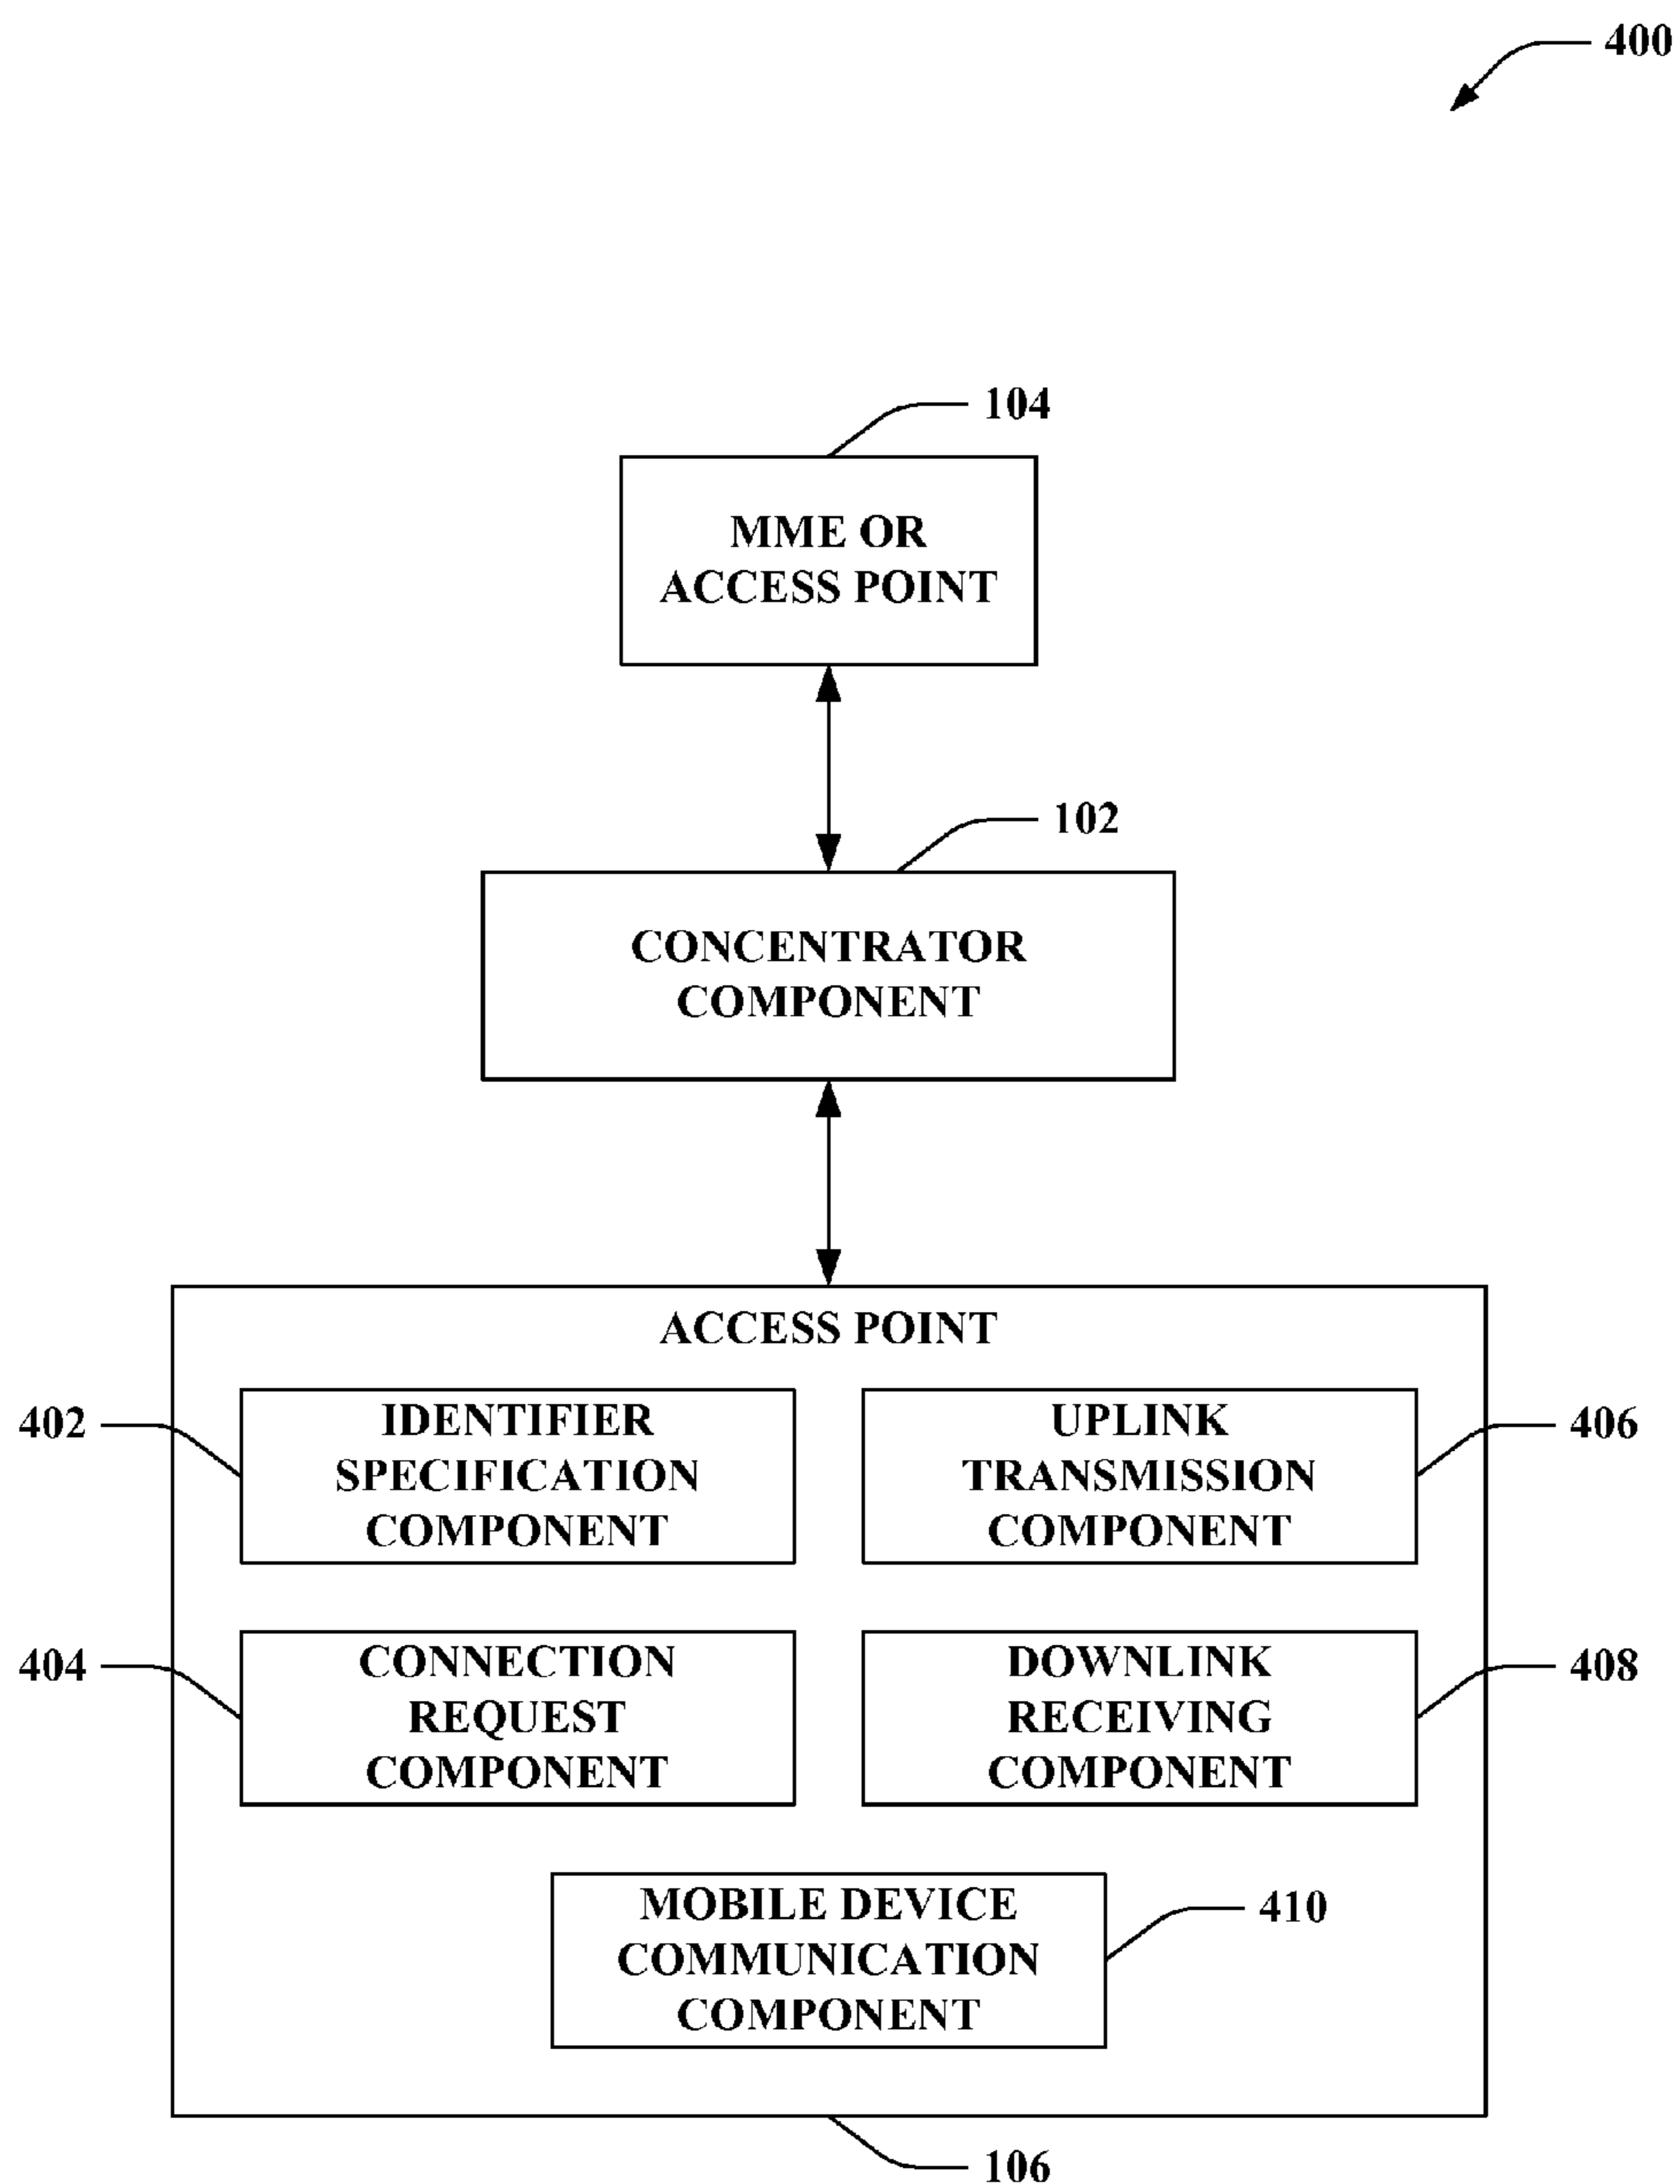 400
104
MME OR
ACCESS POINT
102
CONCENTRATOR
COMPONENT
ACCESS POINT
402
IDENTIFIER
SPECIFICATION
COMPONENT
UPLINK
TRANSMISSION
COMPONENT
406
404
CONNECTION
REQUEST
COMPONENT
DOWNLINK
RECEIVING
COMPONENT
408
MOBILE DEVICE
COMMUNICATION
COMPONENT
410
106